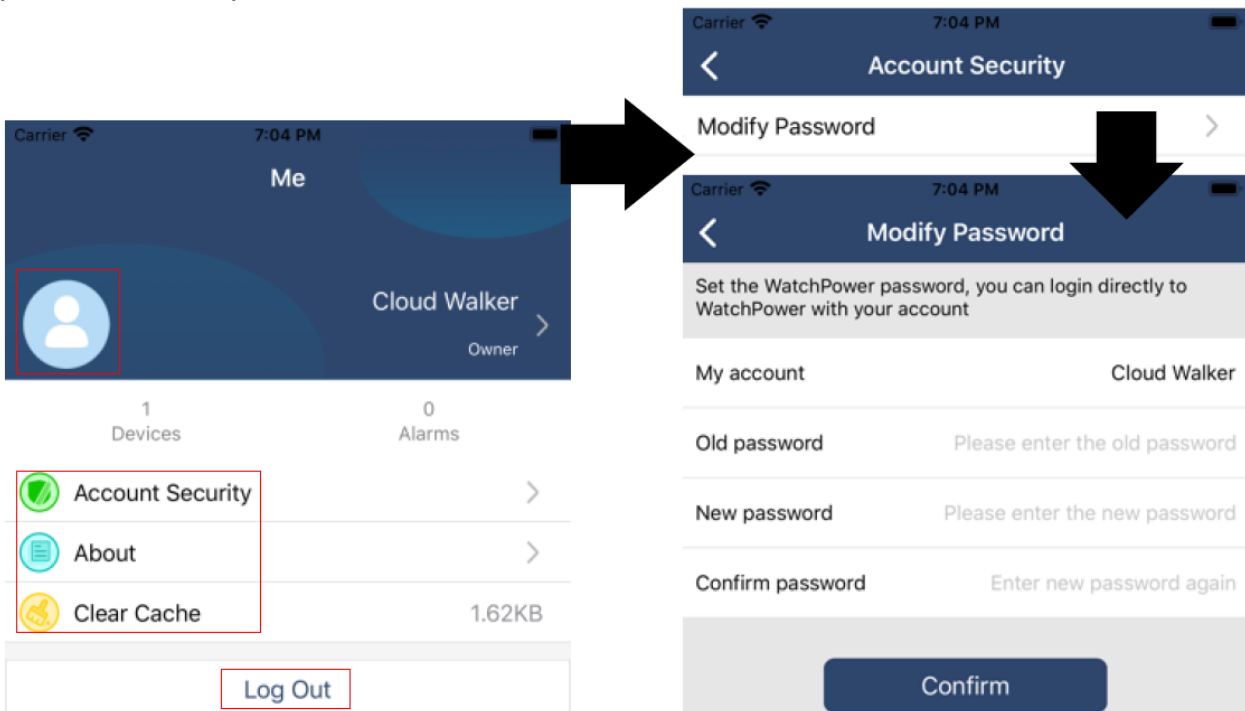 Carrier
7:04 PM
Me
Cloud Walker
Owner
1
Devices
0
Alarms
Account Security
About
Clear Cache
1.62KB
Log Out
Carrier
7:04 PM
Account Security
Modify Password
Carrier
7:04 PM
Modify Password
Set the WatchPower password, you can login directly to
WatchPower with your account
My account
Cloud Walker
Old password
Please enter the old password
New password
Please enter the new password
Confirm password
Enter new password again
Confirm